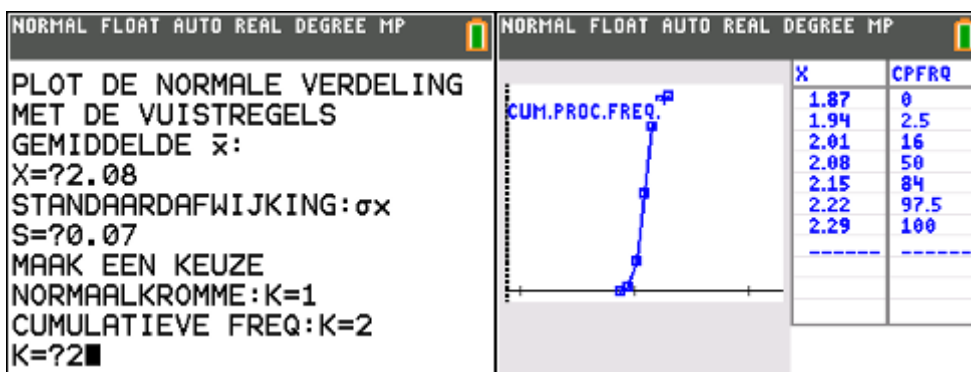 NORMAL FLOAT AUTO REAL DEGREE MP
PLOT DE NORMALE VERDELING
MET DE VUISTREGELS
GEMIDDELDE x̄:
X=?2.08
STANDAARDAFWIJKING:σx
S=?0.07
MAAK EEN KEUZE
NORMAALKROMME:K=1
CUMULATIEVE FREQ:K=2
K=?2
NORMAL FLOAT AUTO REAL DEGREE MP
CUM.PROC.FREQ.
X CPFRQ
1.87 0
1.94 2.5
2.01 16
2.08 50
2.15 84
2.22 97.5
2.29 100
------- -------